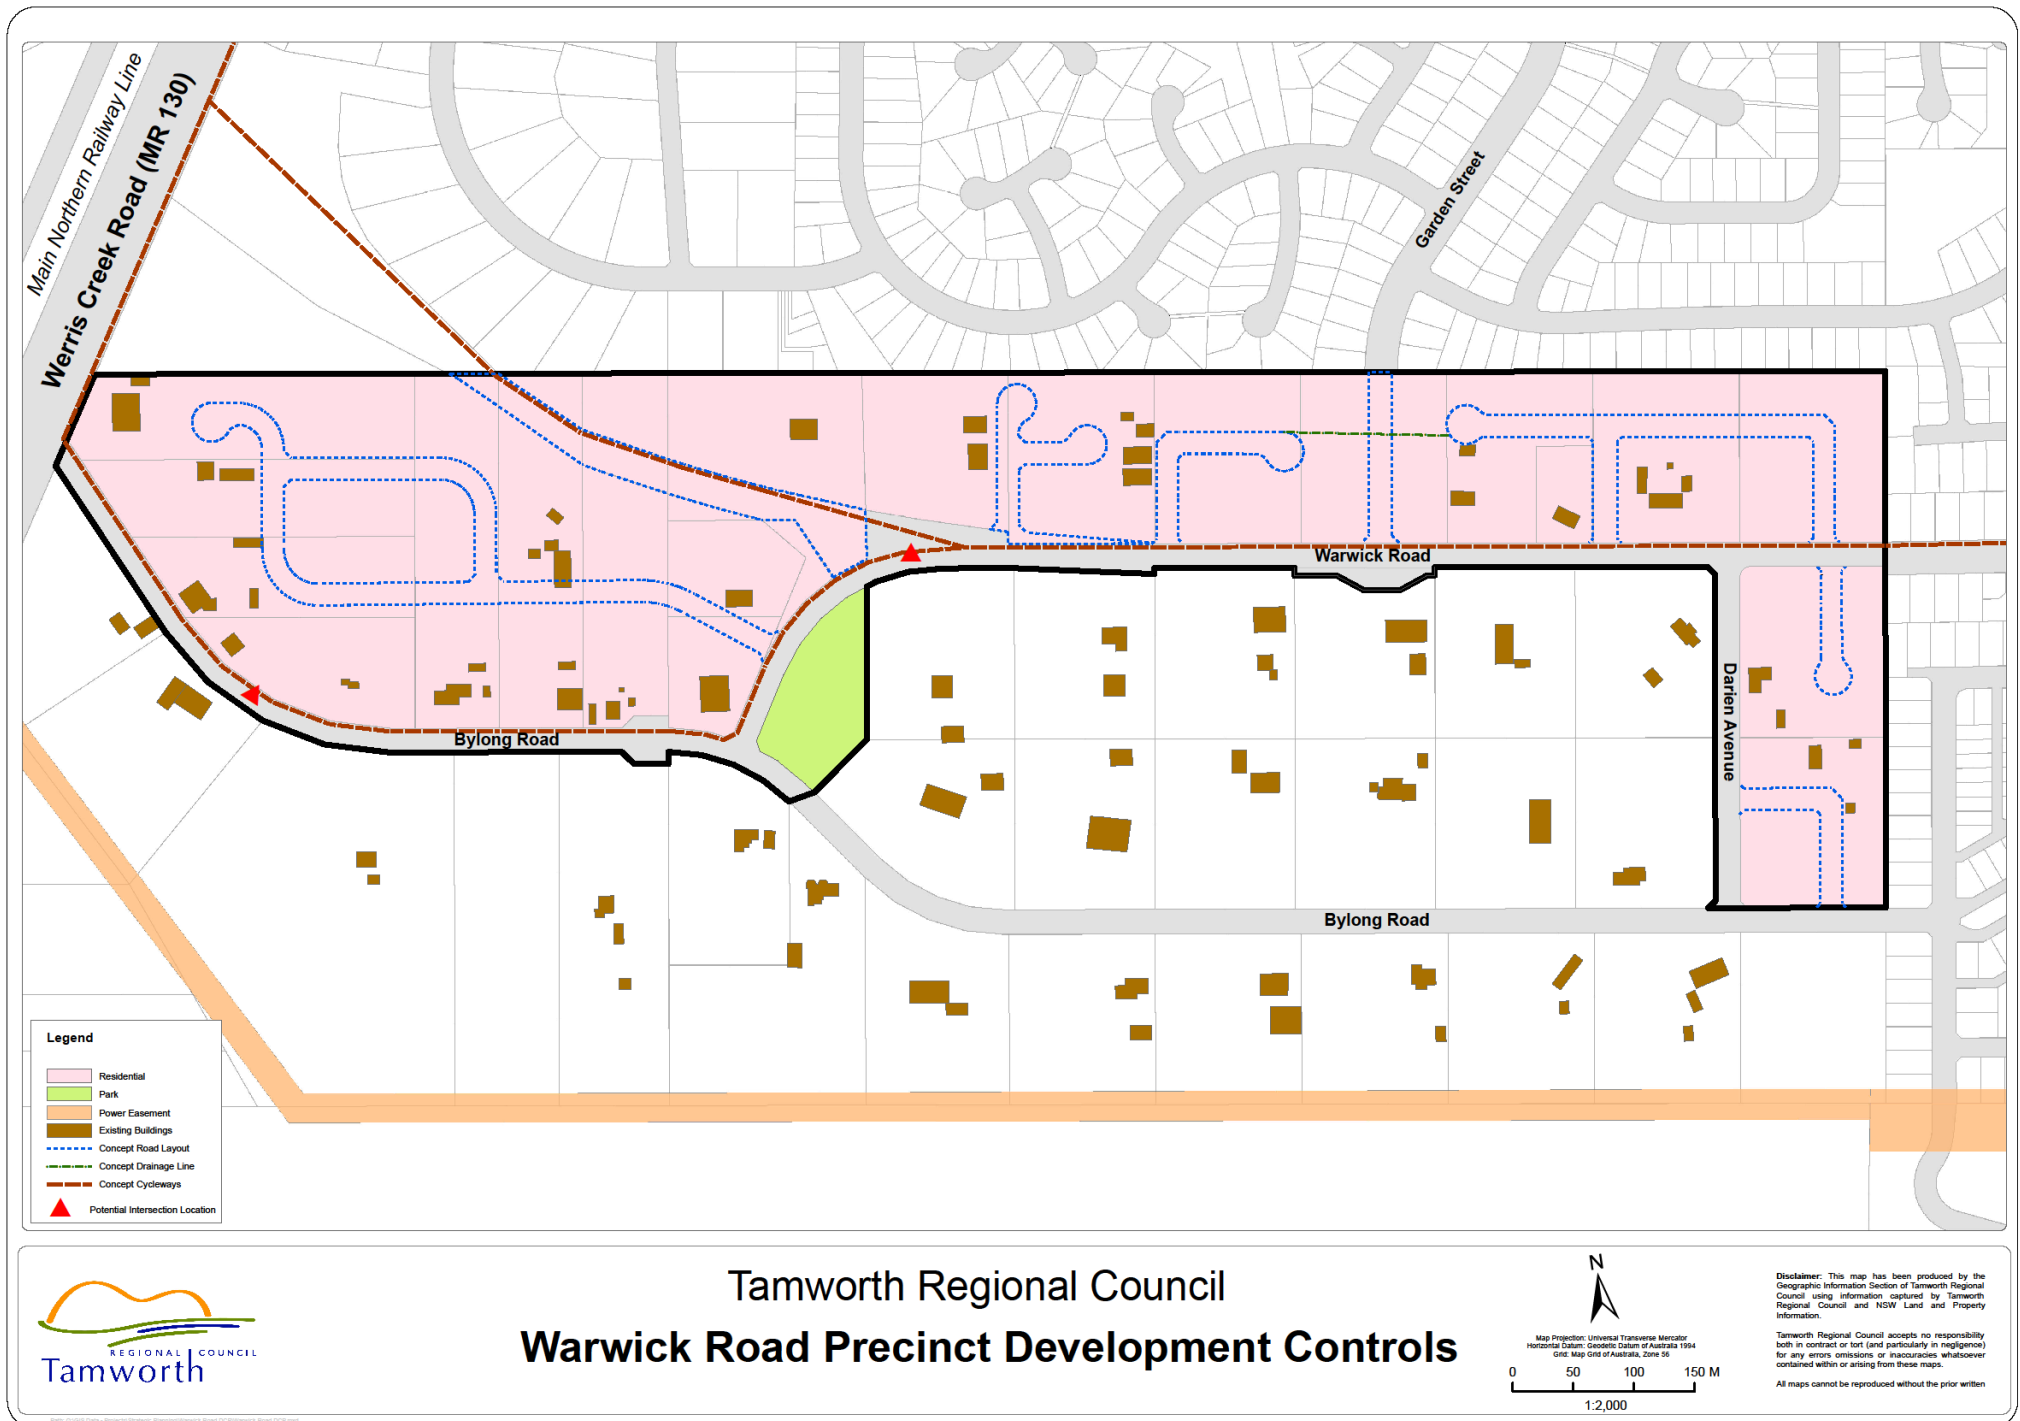 Main Northern Railway Line
Werris Creek Road (MR 130)
Garden Street
Warwick Road
Bylong Road
Darien Avenue
Bylong Road
Legend
Residential
Park
Power Easement
Existing Buildings
Concept Road Layout
Concept Drainage Line
Concept Cycleways
Potential Intersection Location
REGIONAL COUNCIL
Tamworth
Tamworth Regional Council
Warwick Road Precinct Development Controls
N
Map Projection: Universal Transverse Mercator
Horizontal Datum: Geodetic Datum of Australia 1994
Grid: Map Grid of Australia, Zone 56
0 50 100 150 M
1:2,000
Disclaimer: This map has been produced by the
Geographic Information Section of Tamworth Regional
Council using information captured by Tamworth
Regional Council and NSW Land and Property
Information.
Tamworth Regional Council accepts no responsibility
both in contract or tort (and particularly in negligence)
for any errors omissions or inaccuracies whatsoever
contained within or arising from these maps.
All maps cannot be reproduced without the prior written